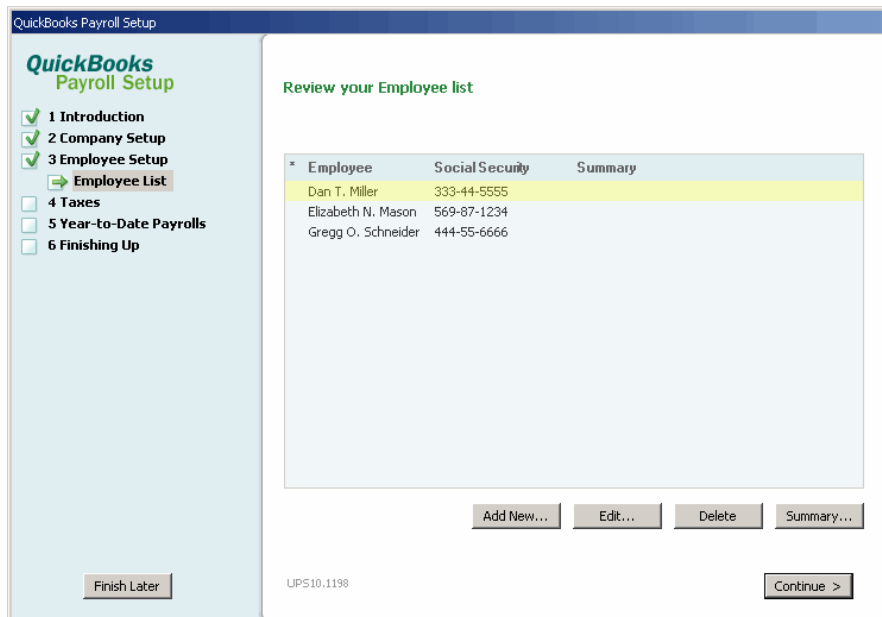 QuickBooks Payroll Setup
QuickBooks
Payroll Setup
1 Introduction
2 Company Setup
3 Employee Setup
Employee List
4 Taxes
5 Year-to-Date Payrolls
6 Finishing Up
Finish Later
Review your Employee list
* Employee Social Security Summary
Dan T. Miller 333-44-5555
Elizabeth N. Mason 569-87-1234
Gregg O. Schneider 444-55-6666
Add New... Edit... Delete Summary...
UPS10.1198
Continue >